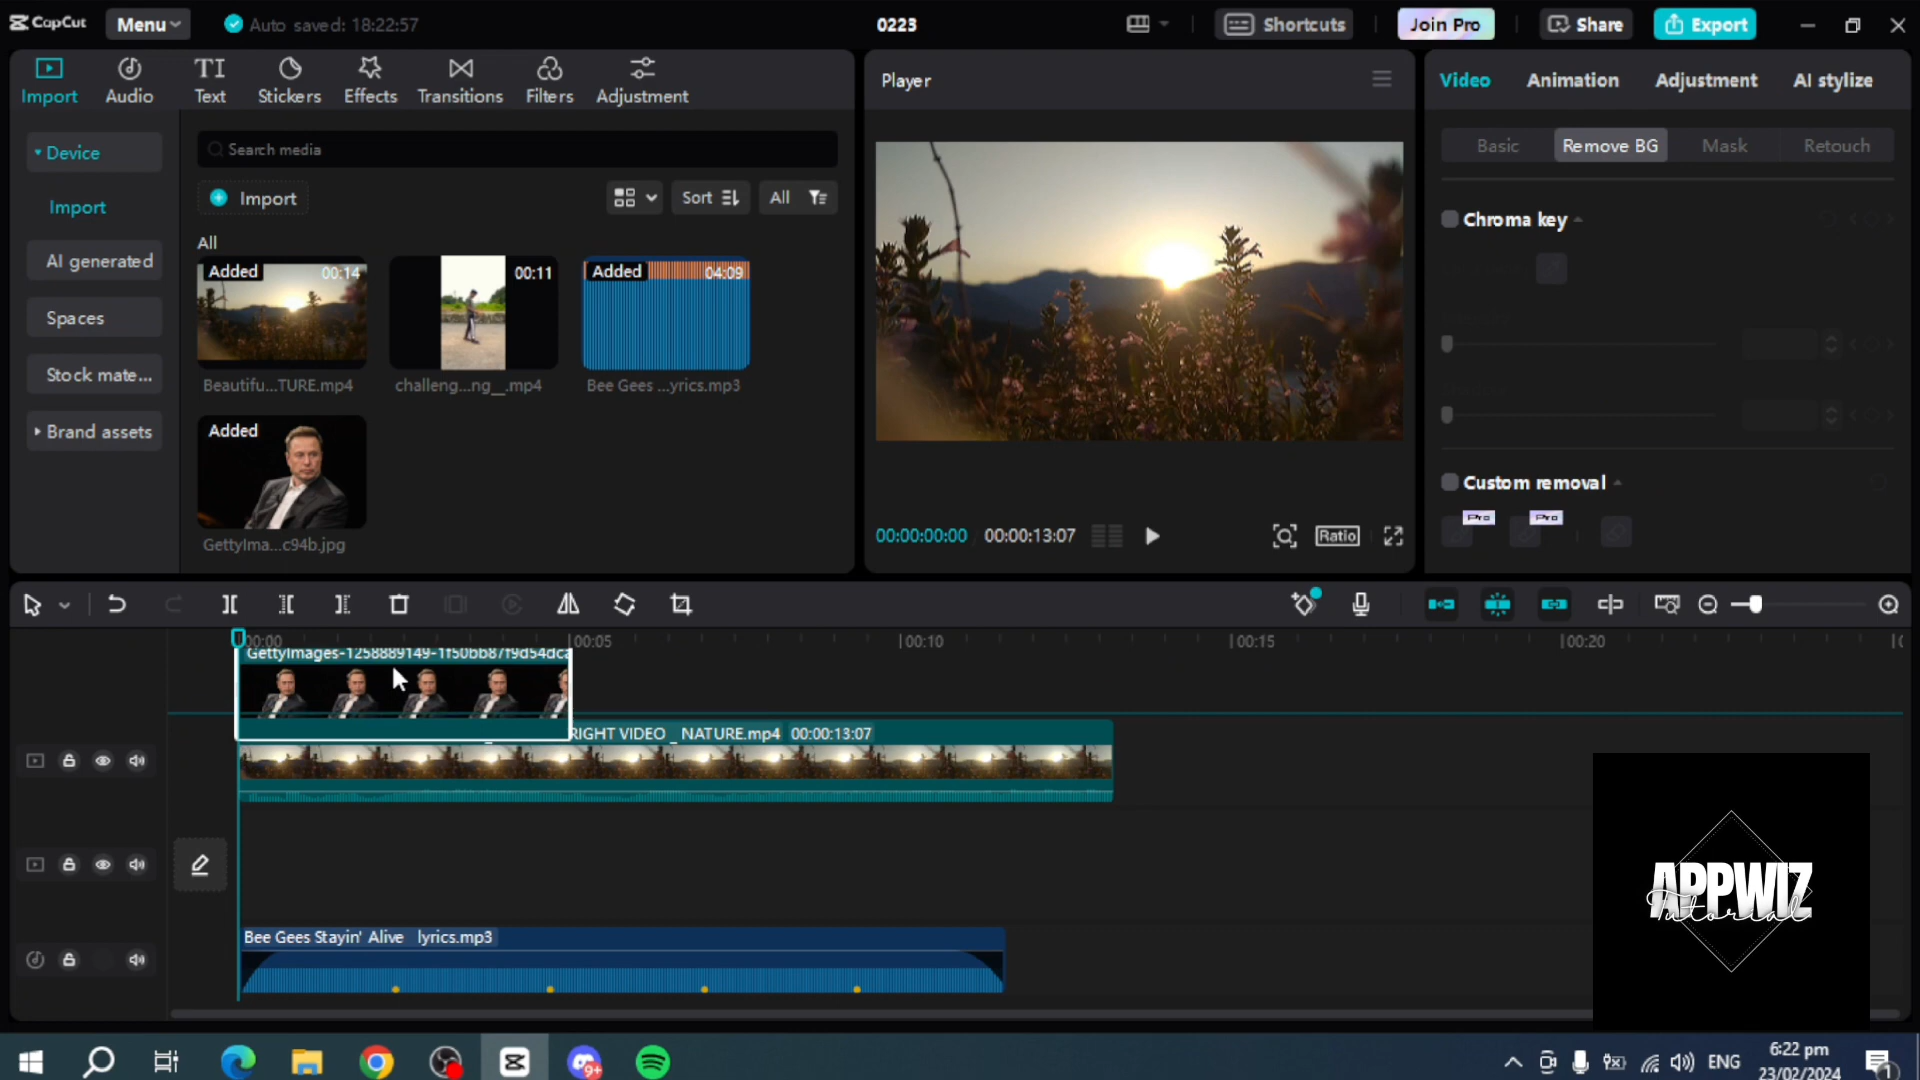 CapCut
Menu
Auto saved: 18:22:57
0223
Shortcuts
Join Pro
Share
Export
Import
Audio
TI
Text
Stickers
Effects
Transitions
Filters
Adjustment
Device
Import
AI generated
Spaces
Stock mate...
Brand assets
Search media
Import
Sort
All
All
Added
00:14
Beautifu...TURE.mp4
00:11
challeng...ng__.mp4
Added
04:09
Bee Gees ...yrics.mp3
Added
GettyIma...c94b.jpg
Player
00:00:00:00
00:00:13:07
Ratio
Video
Animation
Adjustment
AI stylize
Basic
Remove BG
Mask
Retouch
Chroma key
Custom removal
Pro
Pro
00:00
00:05
00:10
00:15
00:20
GettyImages-1258889149-1f50bb87f9d54dca
RIGHT VIDEO _ NATURE.mp4 00:00:13:07
Bee Gees Stayin' Alive lyrics.mp3
APPWIZ
Tutorial
9+
ENG
6:22 pm
23/02/2024
1